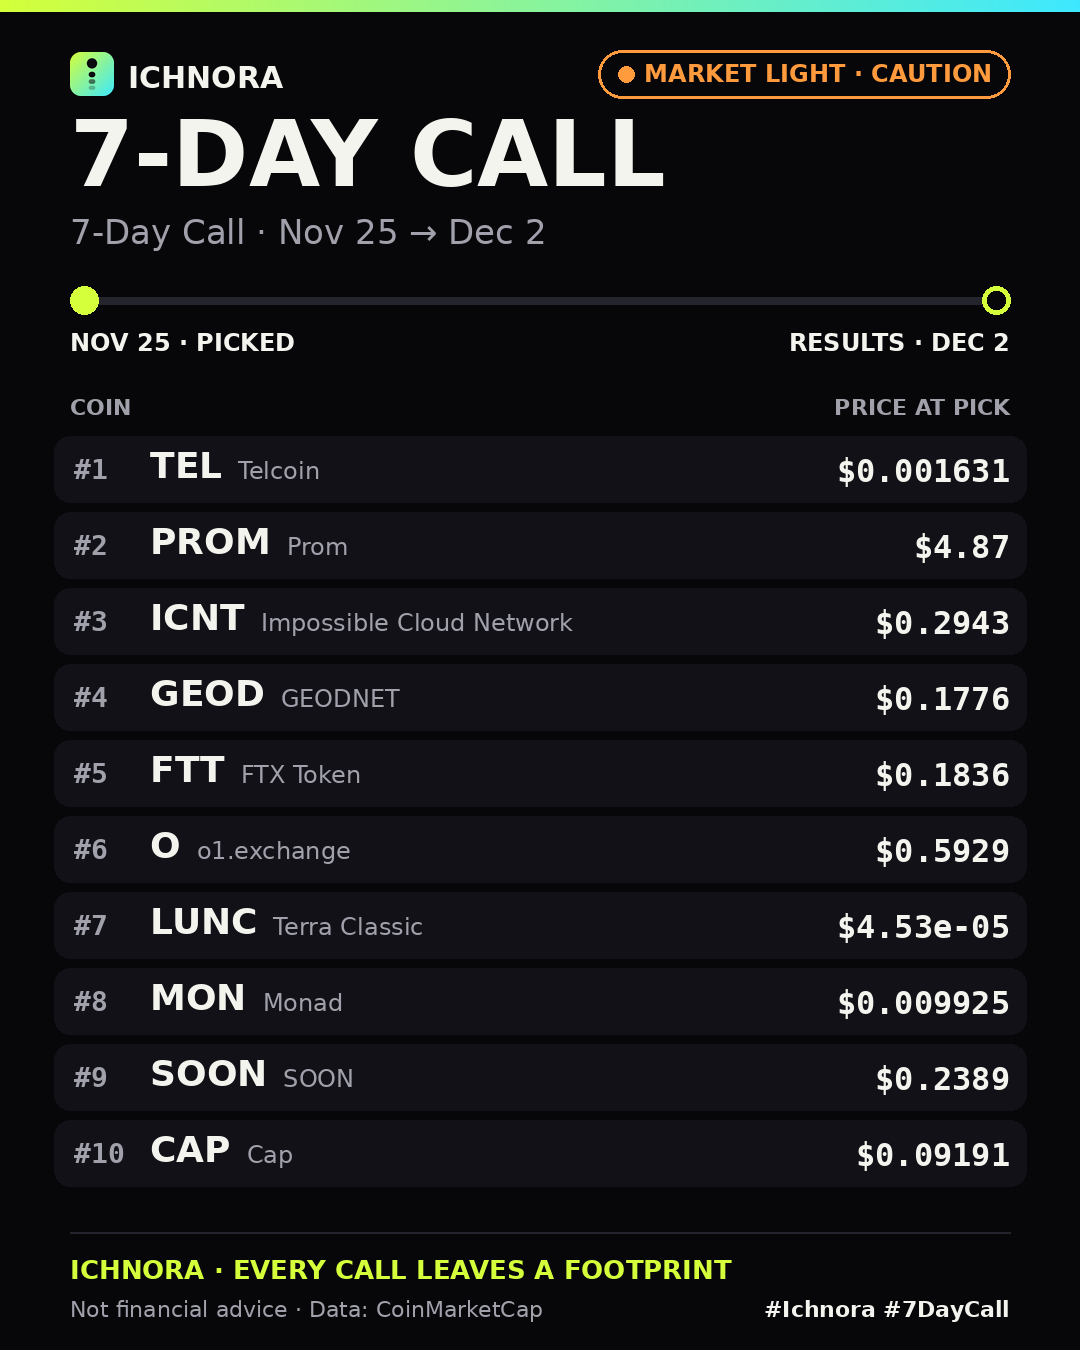 ICHNORA
MARKET LIGHT · CAUTION
7-DAY CALL
7-Day Call · Nov 25 → Dec 2
NOV 25 · PICKED
RESULTS · DEC 2
COIN
PRICE AT PICK
#1 TEL Telcoin $0.001631
#2 PROM Prom $4.87
#3 ICNT Impossible Cloud Network $0.2943
#4 GEOD GEODNET $0.1776
#5 FTT FTX Token $0.1836
#6 O o1.exchange $0.5929
#7 LUNC Terra Classic $4.53e-05
#8 MON Monad $0.009925
#9 SOON SOON $0.2389
#10 CAP Cap $0.09191
ICHNORA · EVERY CALL LEAVES A FOOTPRINT
Not financial advice · Data: CoinMarketCap
#Ichnora #7DayCall